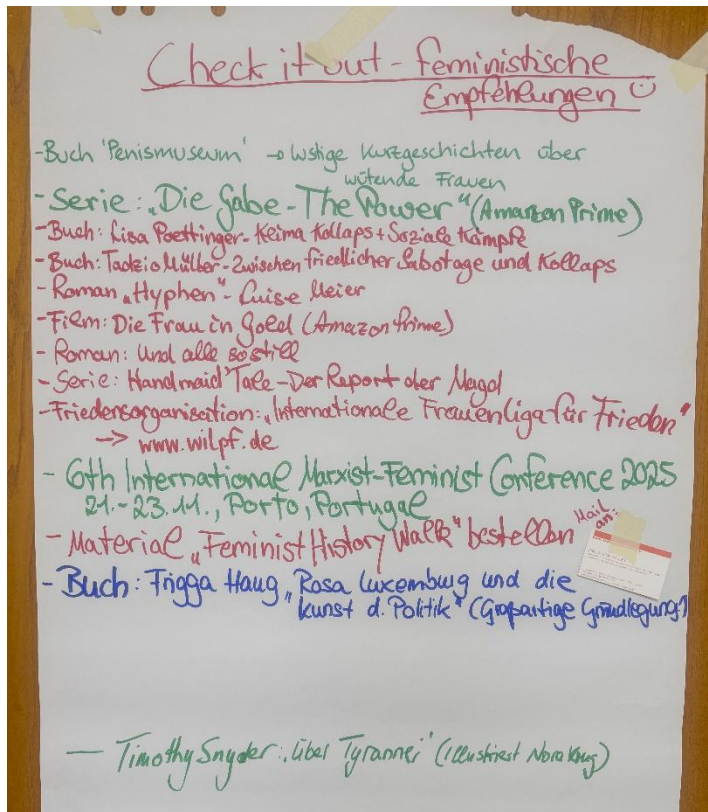 Check it out - feministische
Empfehlungen
- Buch 'Penismuseum' → lustige Kurzgeschichten über
wütende Frauen
- Serie: „Die Gabe - The Power" (Amazon Prime)
- Buch: Lisa Poettinger - Klima Kollaps + Soziale Kämpfe
- Buch: Tadzio Müller - Zwischen friedlicher Sabotage und Kollaps
- Roman „Hyphen" - Luise Meier
- Film: Die Frau in Gold (Amazon Prime)
- Roman: Und alle so still
- Serie: Handmaid' Tale - Der Report der Magd
- Friedensorganisation: „Internationale Frauenliga für Frieden"
→ www.wilpf.de
- 6th International Marxist-Feminist Conference 2025
21.-23.11., Porto, Portugal
- Material „Feminist History Walk" bestellen Mail an:
- Buch: Frigga Haug „Rosa Luxemburg und die
Kunst d. Politik" (Großartige Grundlegung!)
— Timothy Snyder: „Über Tyrannei" (illustriert Nora Krug)